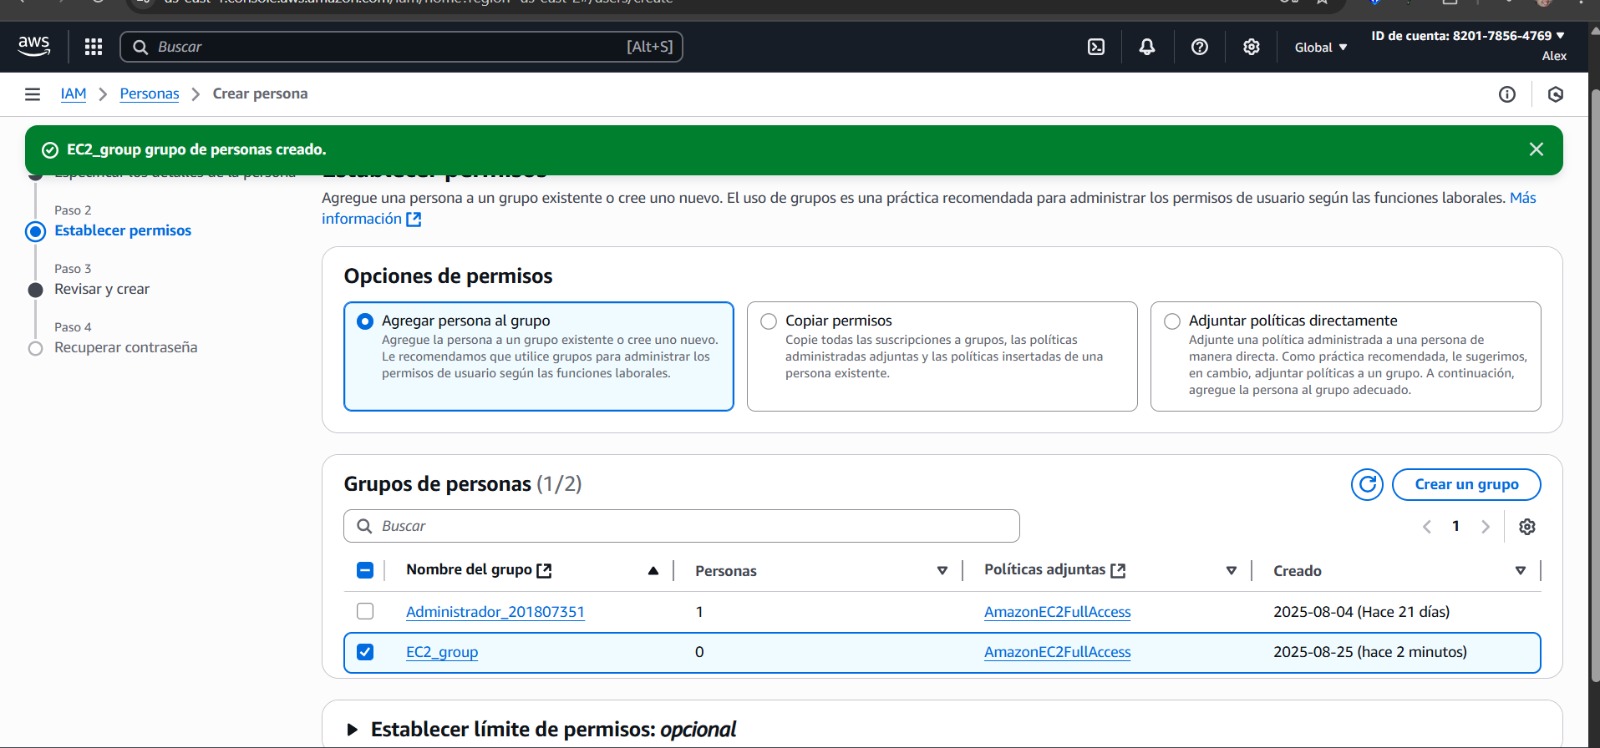 aws
Buscar
[Alt+S]
Global
ID de cuenta: 8201-7856-4769
Alex
IAM
Personas
Crear persona
EC2_group grupo de personas creado.
Especificar los detalles de la persona
Establecer permisos
Agregue una persona a un grupo existente o cree uno nuevo. El uso de grupos es una práctica recomendada para administrar los permisos de usuario según las funciones laborales. Más
información
Paso 2
Establecer permisos
Paso 3
Revisar y crear
Paso 4
Recuperar contraseña
Opciones de permisos
Agregar persona al grupo
Agregue la persona a un grupo existente o cree uno nuevo.
Le recomendamos que utilice grupos para administrar los
permisos de usuario según las funciones laborales.
Copiar permisos
Copie todas las suscripciones a grupos, las políticas
administradas adjuntas y las políticas insertadas de una
persona existente.
Adjuntar políticas directamente
Adjunte una política administrada a una persona de
manera directa. Como práctica recomendada, le sugerimos,
en cambio, adjuntar políticas a un grupo. A continuación,
agregue la persona al grupo adecuado.
Grupos de personas (1/2)
Crear un grupo
Buscar
1
Nombre del grupo Personas Políticas adjuntas Creado
Administrador_201807351 1 AmazonEC2FullAccess 2025-08-04 (Hace 21 días)
EC2_group 0 AmazonEC2FullAccess 2025-08-25 (hace 2 minutos)
Establecer límite de permisos: opcional